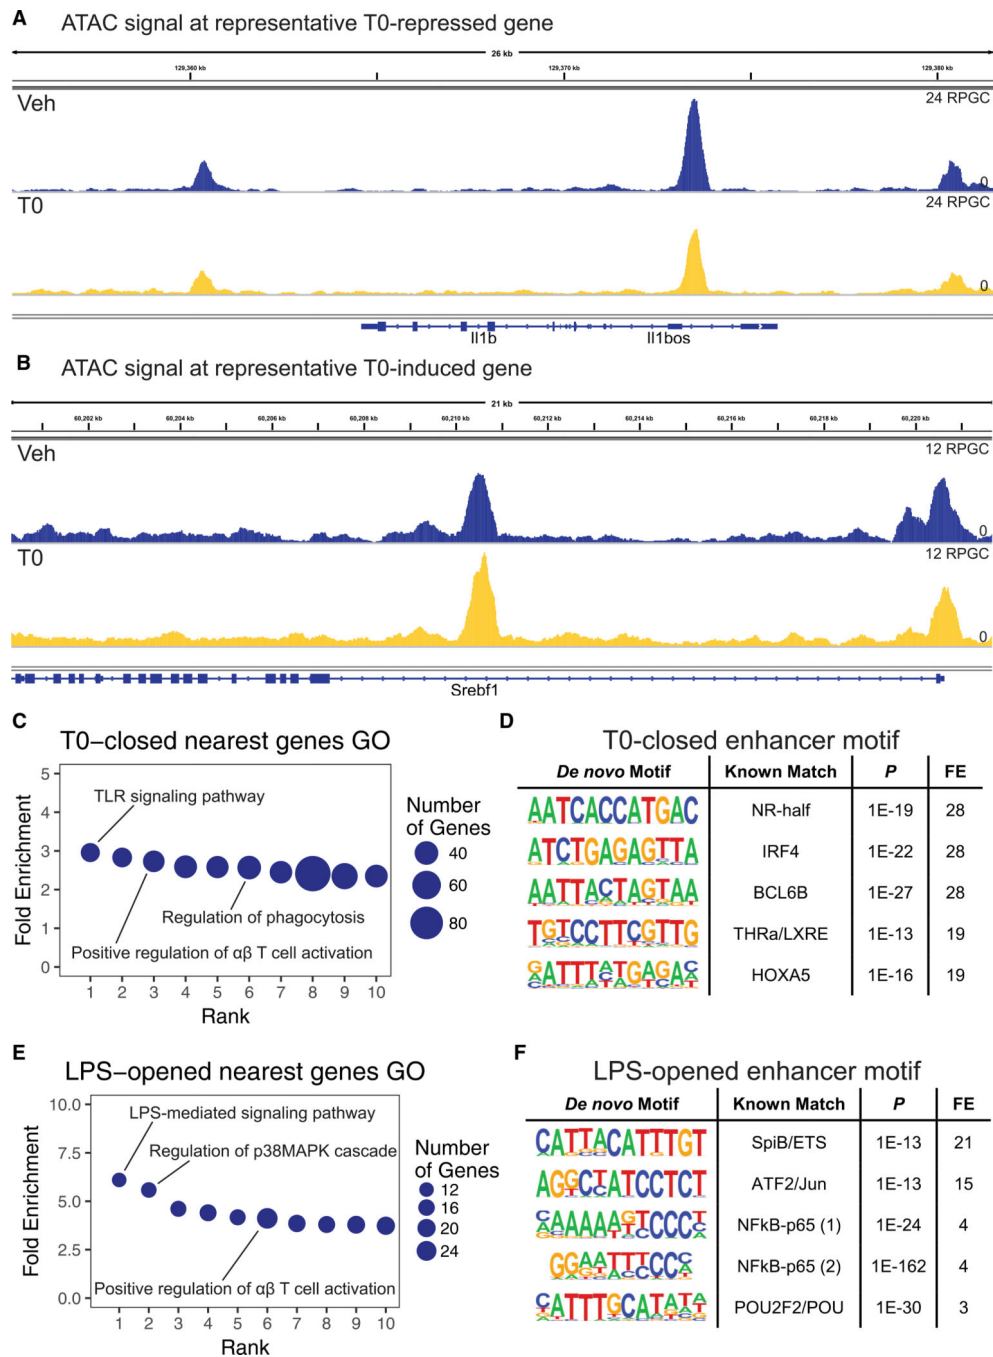 A ATAC signal at representative T0-repressed gene
26 kb
129,360 kb 129,370 kb 129,380 kb
Veh 24 RPGC
0
T0 24 RPGC
0
Il1b Il1bos
B ATAC signal at representative T0-induced gene
21 kb
60,202 kb 60,204 kb 60,206 kb 60,208 kb 60,210 kb 60,212 kb 60,214 kb 60,216 kb 60,218 kb 60,220 kb
Veh 12 RPGC
0
T0 12 RPGC
0
Srebf1
C T0−closed nearest genes GO
Fold Enrichment
5
4
3
2
1
0
TLR signaling pathway
Regulation of phagocytosis
Positive regulation of αβ T cell activation
1 2 3 4 5 6 7 8 9 10
Rank
Number
of Genes
40
60
80
D T0-closed enhancer motif
De novo Motif Known Match P FE
AATCACCATGAC NR-half 1E-19 28
ATCTGAGAGTTA IRF4 1E-22 28
AATTACTAGTAA BCL6B 1E-27 28
TGTCCTTCGTTG THRa/LXRE 1E-13 19
GATTTATGAGAC HOXA5 1E-16 19
E LPS−opened nearest genes GO
Fold Enrichment
10.0
7.5
5.0
2.5
0.0
LPS-mediated signaling pathway
Regulation of p38MAPK cascade
Positive regulation of αβ T cell activation
1 2 3 4 5 6 7 8 9 10
Rank
Number
of Genes
12
16
20
24
F LPS-opened enhancer motif
De novo Motif Known Match P FE
CATTACATTTGT SpiB/ETS 1E-13 21
AGGCTATCCTCT ATF2/Jun 1E-13 15
NFkB-p65 (1) 1E-24 4
NFkB-p65 (2) 1E-162 4
POU2F2/POU 1E-30 3